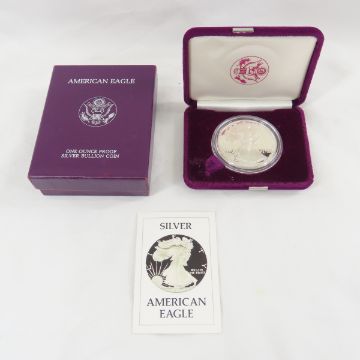 AMERICAN EAGLE
ONE OUNCE PROOF
SILVER BULLION COIN
SILVER
AMERICAN
EAGLE